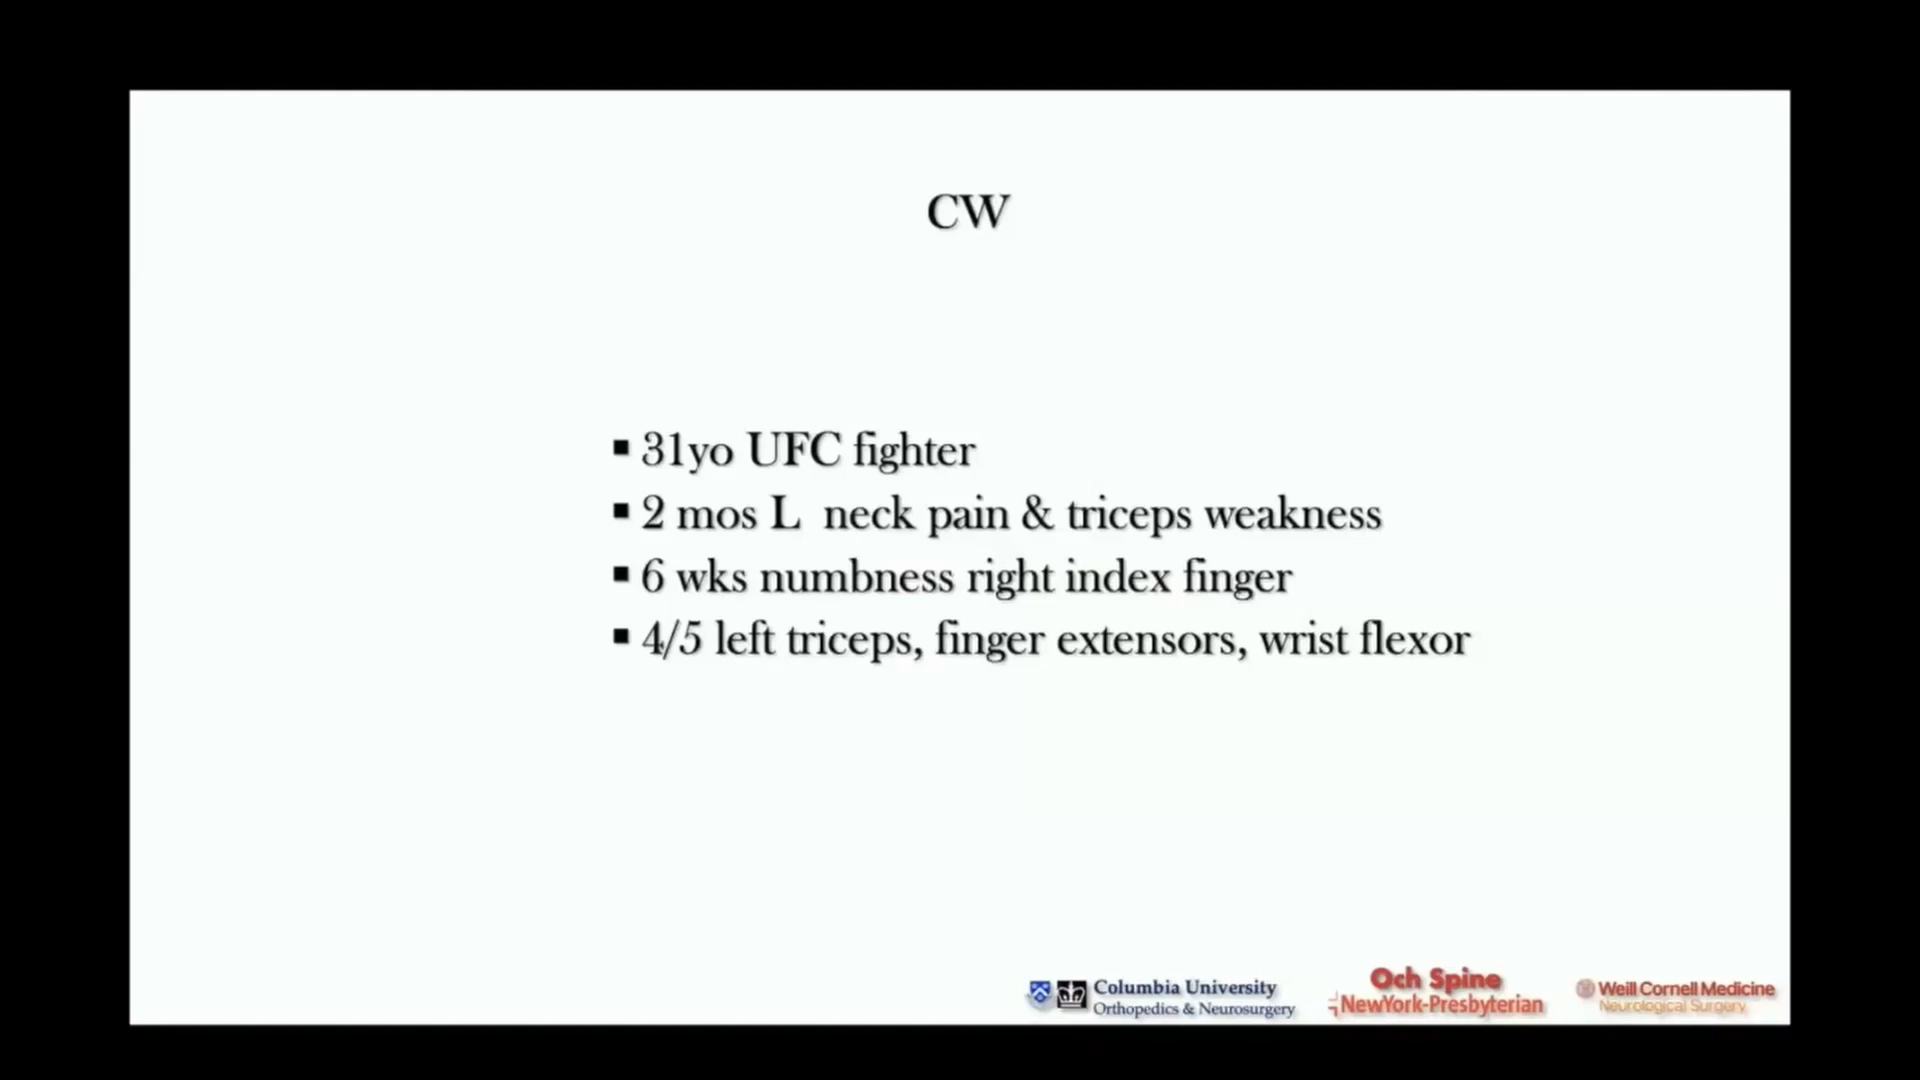 CW
▪ 31yo UFC fighter
▪ 2 mos L neck pain & triceps weakness
▪ 6 wks numbness right index finger
▪ 4/5 left triceps, finger extensors, wrist flexor
Columbia University
Orthopedics & Neurosurgery
Och Spine
NewYork-Presbyterian
Weill Cornell Medicine
Neurological Surgery